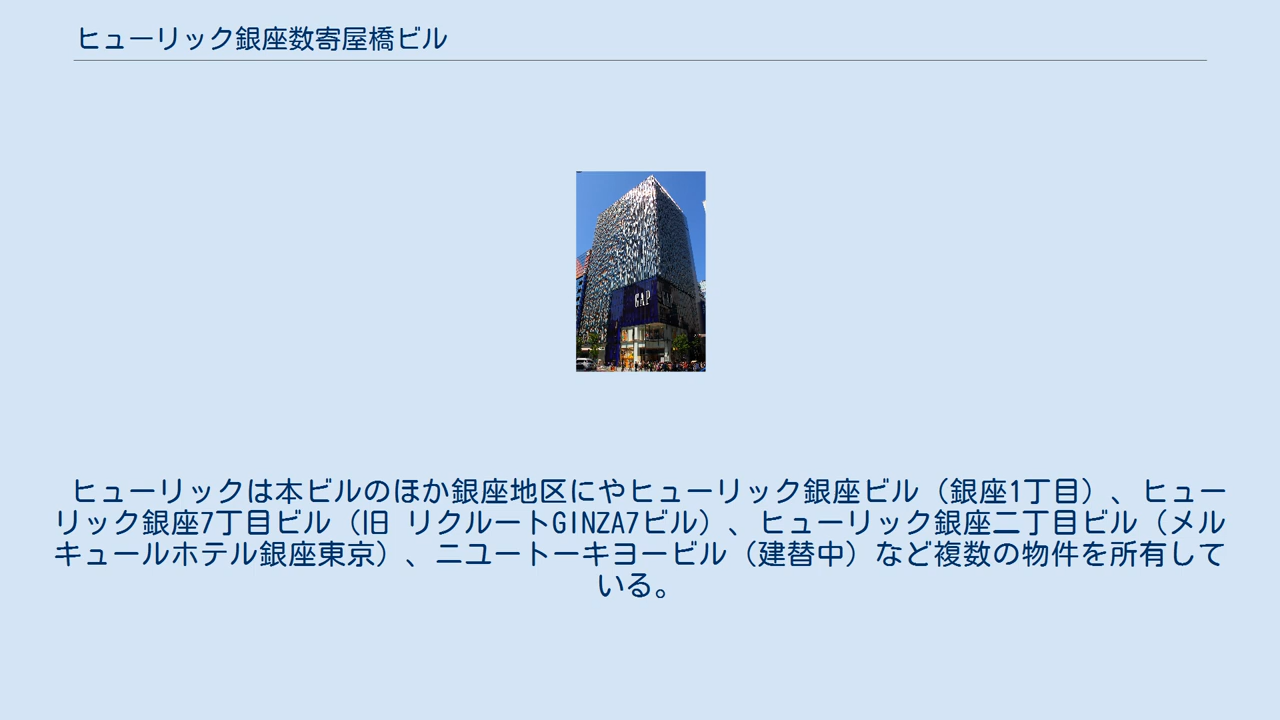 ヒューリック銀座数寄屋橋ビル
GAP
ヒューリックは本ビルのほか銀座地区にやヒューリック銀座ビル（銀座1丁目）、ヒュー
リック銀座7丁目ビル（旧 リクルートGINZA7ビル）、ヒューリック銀座二丁目ビル（メル
キュールホテル銀座東京）、ニユートーキヨービル（建替中）など複数の物件を所有して
いる。